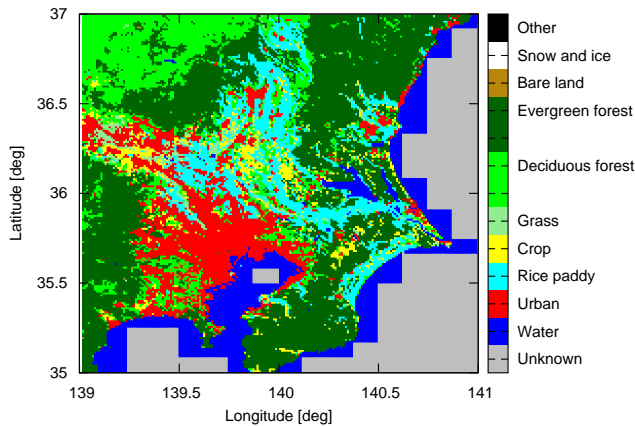 37
36.5
36
35.5
35
Latitude [deg]
139
139.5
140
140.5
141
Longitude [deg]
Other
Snow and ice
Bare land
Evergreen forest
Deciduous forest
Grass
Crop
Rice paddy
Urban
Water
Unknown